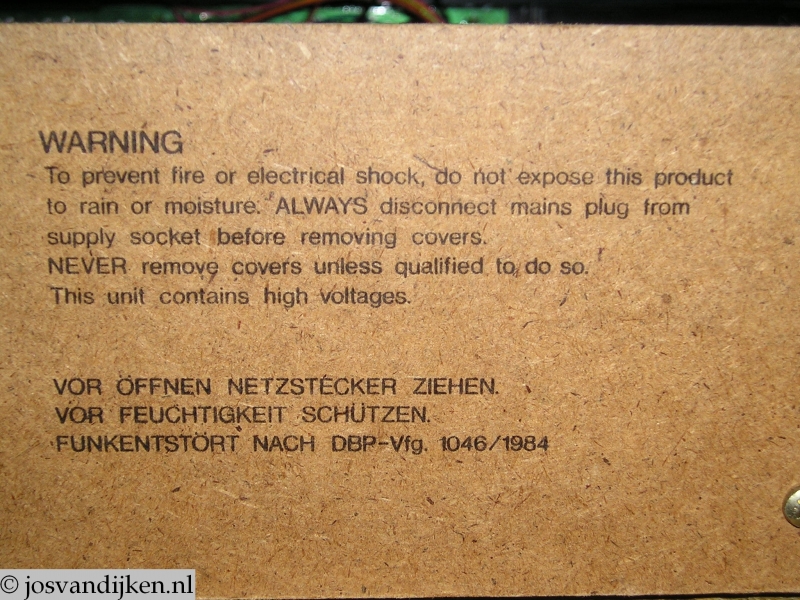 WARNING
To prevent fire or electrical shock, do not expose this product
to rain or moisture. ALWAYS disconnect mains plug from
supply socket before removing covers.
NEVER remove covers unless qualified to do so.
This unit contains high voltages.
VOR ÖFFNEN NETZSTECKER ZIEHEN.
VOR FEUCHTIGKEIT SCHÜTZEN.
FUNKENTSTÖRT NACH DBP-Vfg. 1046/1984
© josvandijken.nl